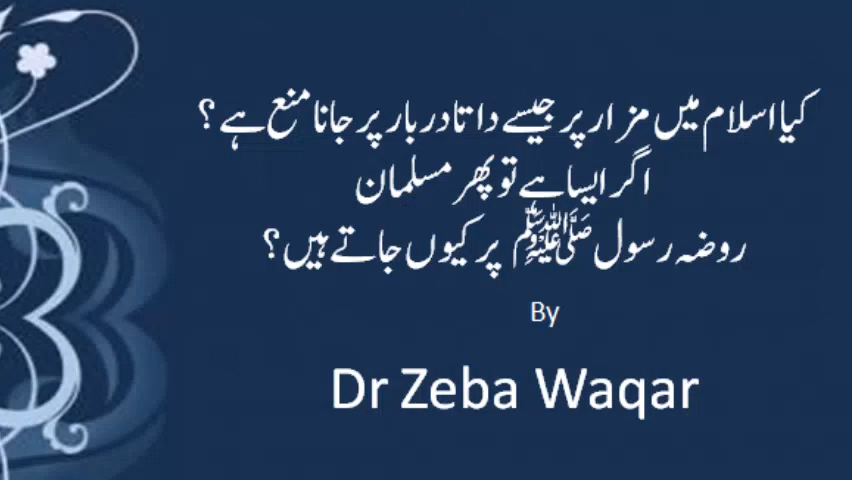 کیا اسلام میں مزار پر جیسے داتا دربار پر جانا منع ہے ؟
اگر ایسا ہے تو پھر مسلمان
روضہ رسول ﷺ پر کیوں جاتے ہیں؟
By
Dr Zeba Waqar